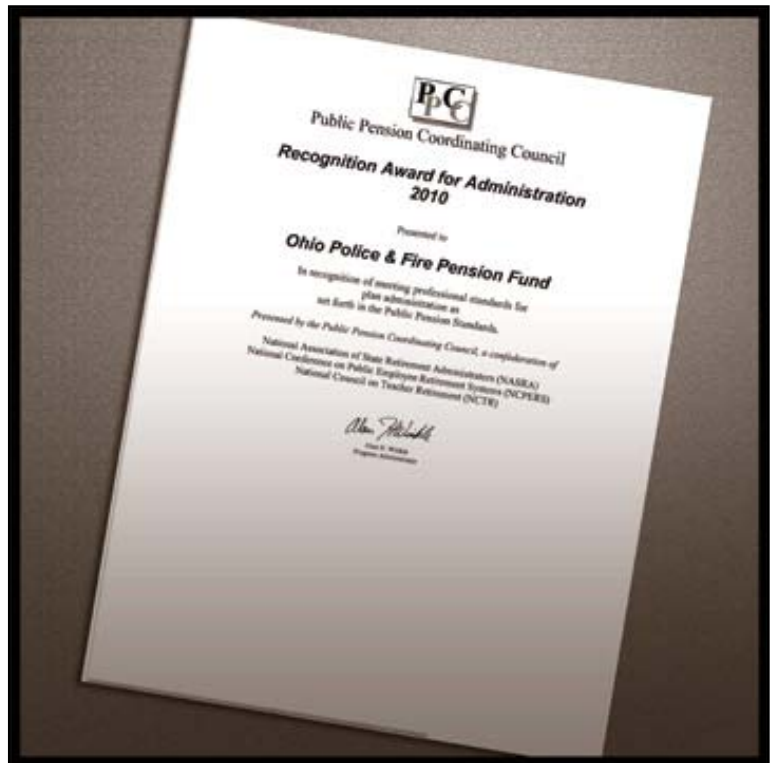 PPCC
Public Pension Coordinating Council
Recognition Award for Administration
2010
Presented to
Ohio Police & Fire Pension Fund
In recognition of meeting professional standards for
plan administration as
set forth in the Public Pension Standards.
Presented by the Public Pension Coordinating Council, a confederation of
National Association of State Retirement Administrators (NASRA)
National Conference on Public Employee Retirement Systems (NCPERS)
National Council on Teacher Retirement (NCTR)
Alan H. Winkle
Program Administrator